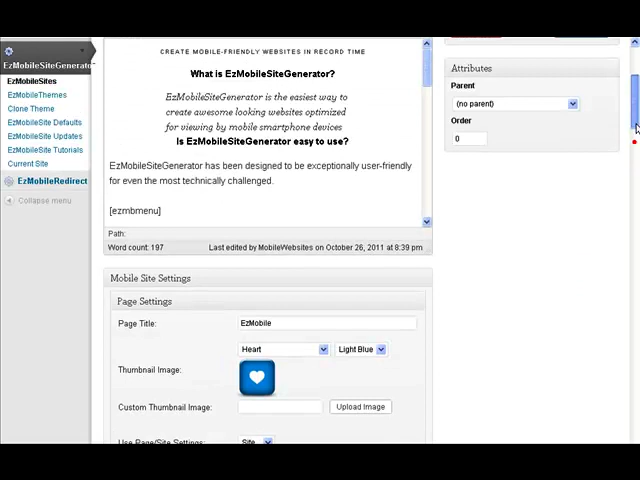 EzMobileSiteGenerator
EzMobileSites
EzMobileThemes
Clone Theme
EzMobileSite Defaults
EzMobileSite Updates
EzMobileSite Tutorials
Current Site
EzMobileRedirect
Collapse menu
CREATE MOBILE-FRIENDLY WEBSITES IN RECORD TIME
What is EzMobileSiteGenerator?
EzMobileSiteGenerator is the easiest way to
create awesome looking websites optimized
for viewing by mobile smartphone devices
Is EzMobileSiteGenerator easy to use?
EzMobileSiteGenerator has been designed to be exceptionally user-friendly
for even the most technically challenged.
[ezmbmenu]
Path:
Word count: 197 Last edited by MobileWebsites on October 26, 2011 at 8:39 pm
Attributes
Parent
(no parent)
Order
0
Mobile Site Settings
Page Settings
Page Title: EzMobile
Heart Light Blue
Thumbnail Image:
Custom Thumbnail Image: Upload Image
Use Page/Site Settings: Site